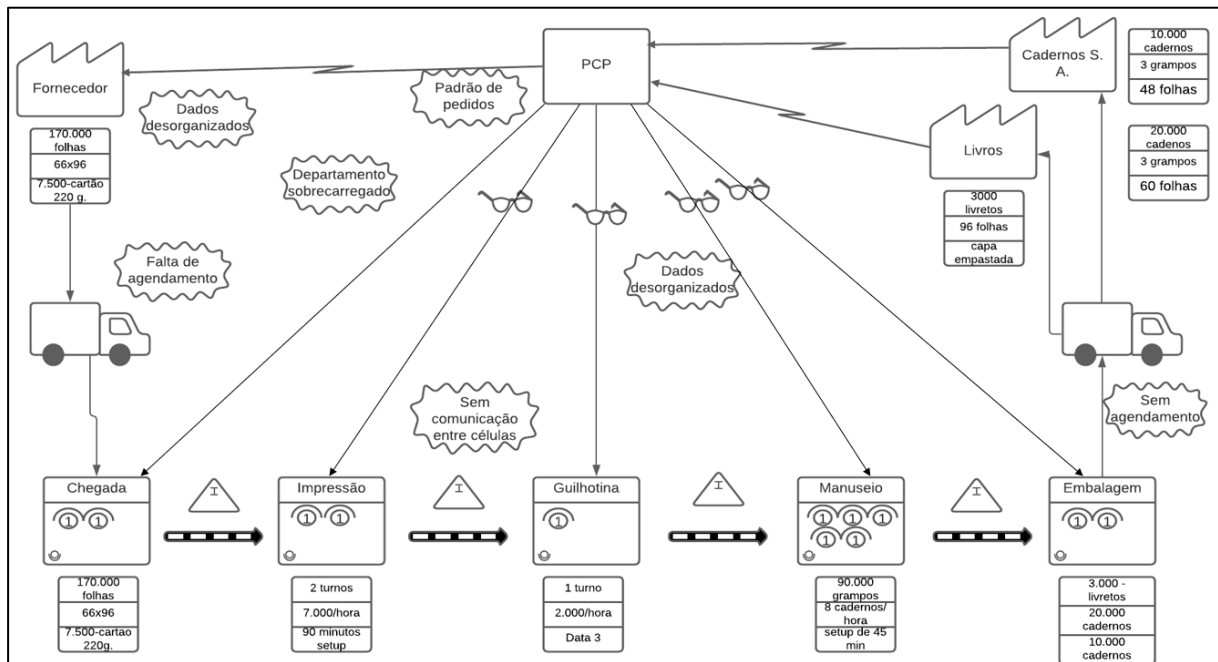 Fornecedor
170.000
folhas
66x96
7.500-cartão
220 g.
Dados
desorganizados
Padrão de
pedidos
PCP
Departamento
sobrecarregado
Falta de
agendamento
Dados
desorganizados
Sem
comunicação
entre células
Cadernos S.
A.
10.000
cadernos
3 grampos
48 folhas
20.000
cadenos
3 grampos
60 folhas
Livros
3000
livretos
96 folhas
capa
empastada
Sem
agendamento
Chegada
1 1
170.000
folhas
66x96
7.500-cartao
220g.
I
Impressão
1 1
2 turnos
7.000/hora
90 minutos
setup
I
Guilhotina
1
1 turno
2.000/hora
Data 3
I
Manuseio
1 1 1
1 1
90.000
grampos
8 cadernos/
hora
setup de 45
min
I
Embalagem
1 1
3.000 -
livretos
20.000
cadernos
10.000
cadernos